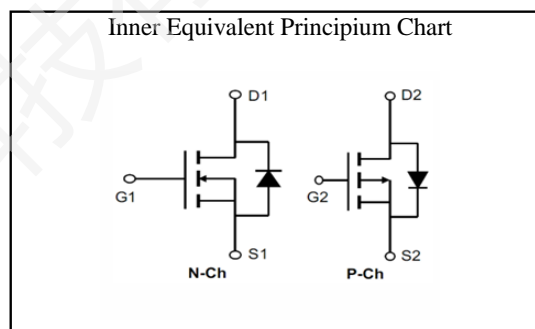 Inner Equivalent Principium Chart
D1 D2
G1 G2
S1 S2
N-Ch P-Ch